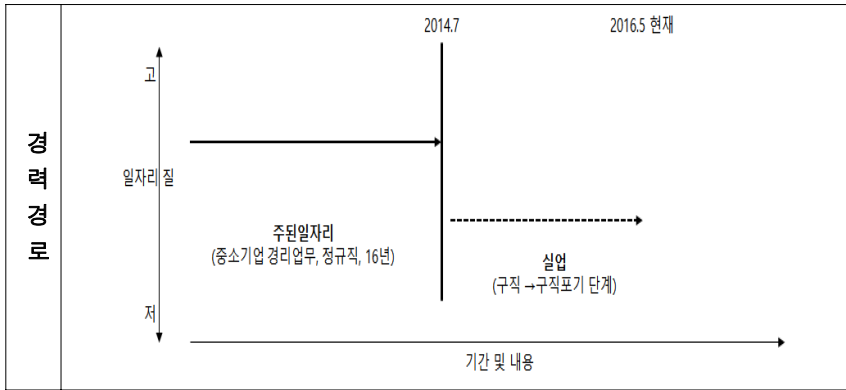 경력경로
2014.7
2016.5 현재
고
일자리 질
저
주된일자리
(중소기업 경리업무, 정규직, 16년)
실업
(구직 →구직포기 단계)
기간 및 내용